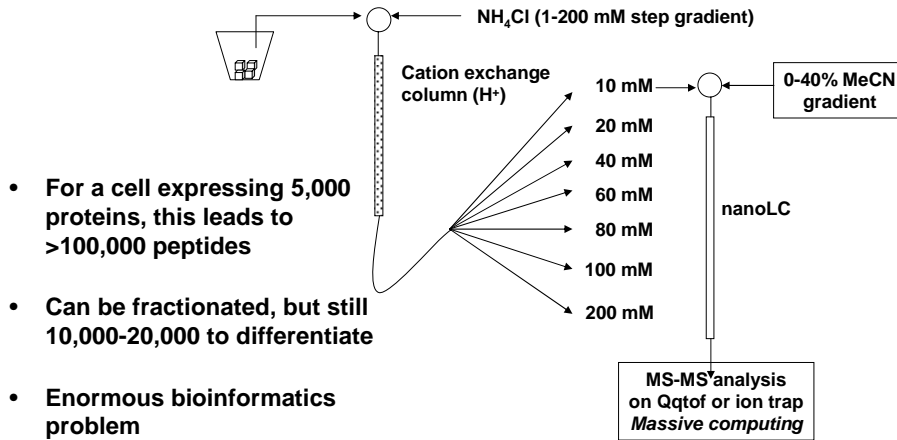 NH₄Cl (1-200 mM step gradient)
Cation exchange
column (H⁺)
10 mM
20 mM
40 mM
60 mM
80 mM
100 mM
200 mM
0-40% MeCN
gradient
nanoLC
MS-MS analysis
on Qqtof or ion trap
Massive computing
• For a cell expressing 5,000
proteins, this leads to
>100,000 peptides
• Can be fractionated, but still
10,000-20,000 to differentiate
• Enormous bioinformatics
problem